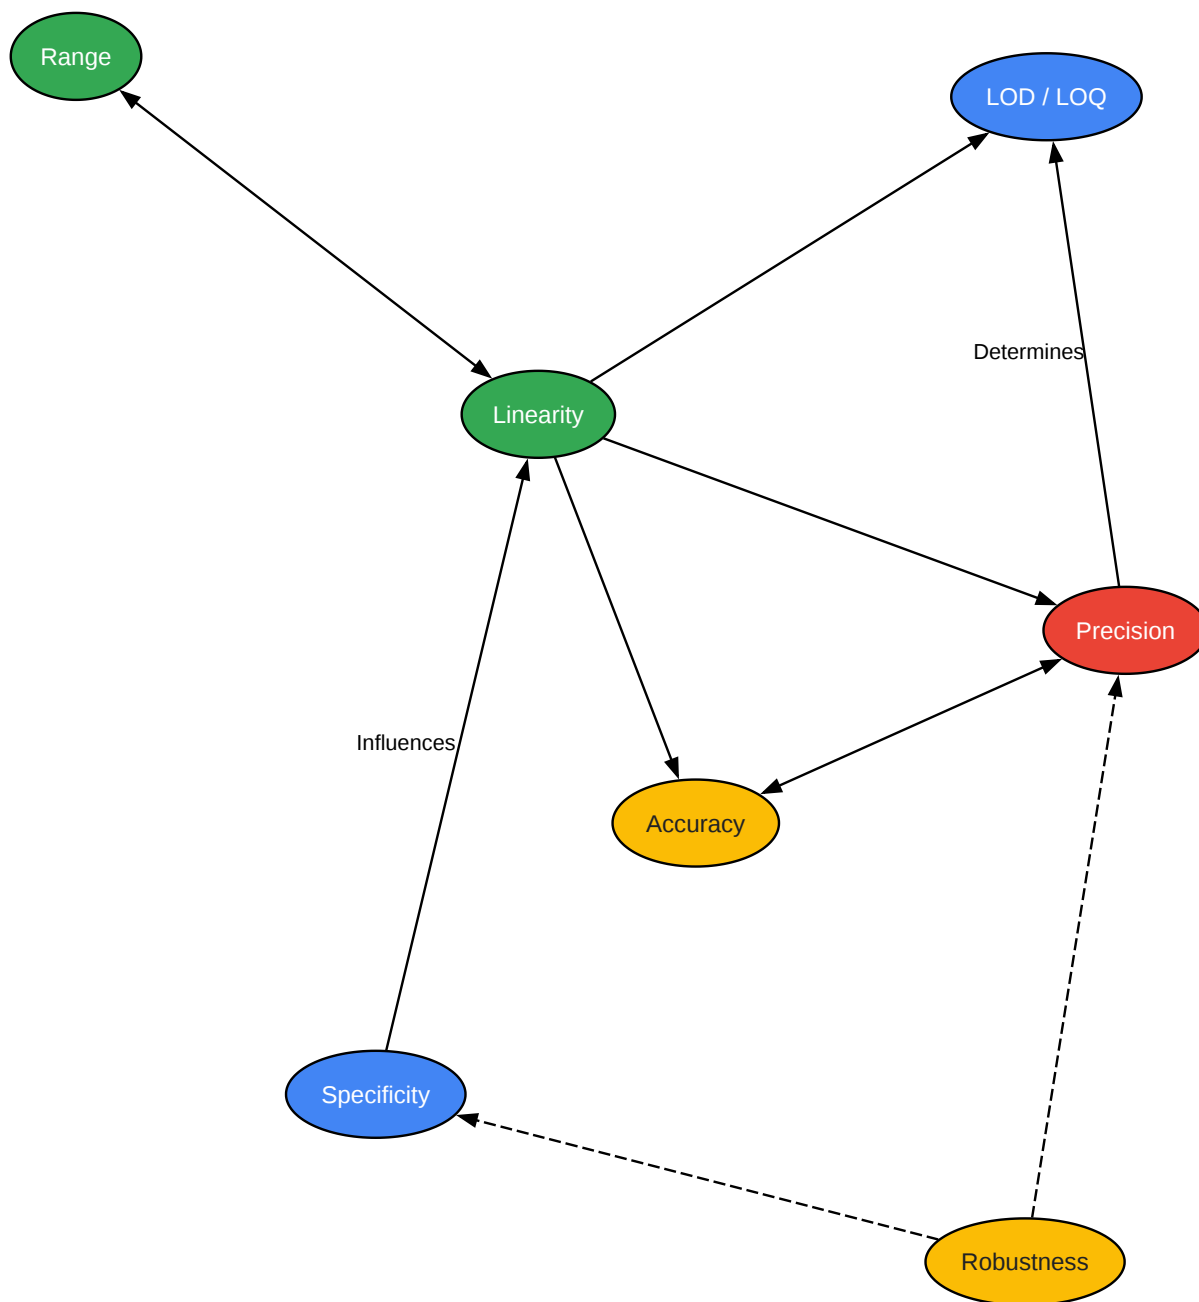 Range
LOD / LOQ
Determines
Linearity
Precision
Influences
Accuracy
Specificity
Robustness